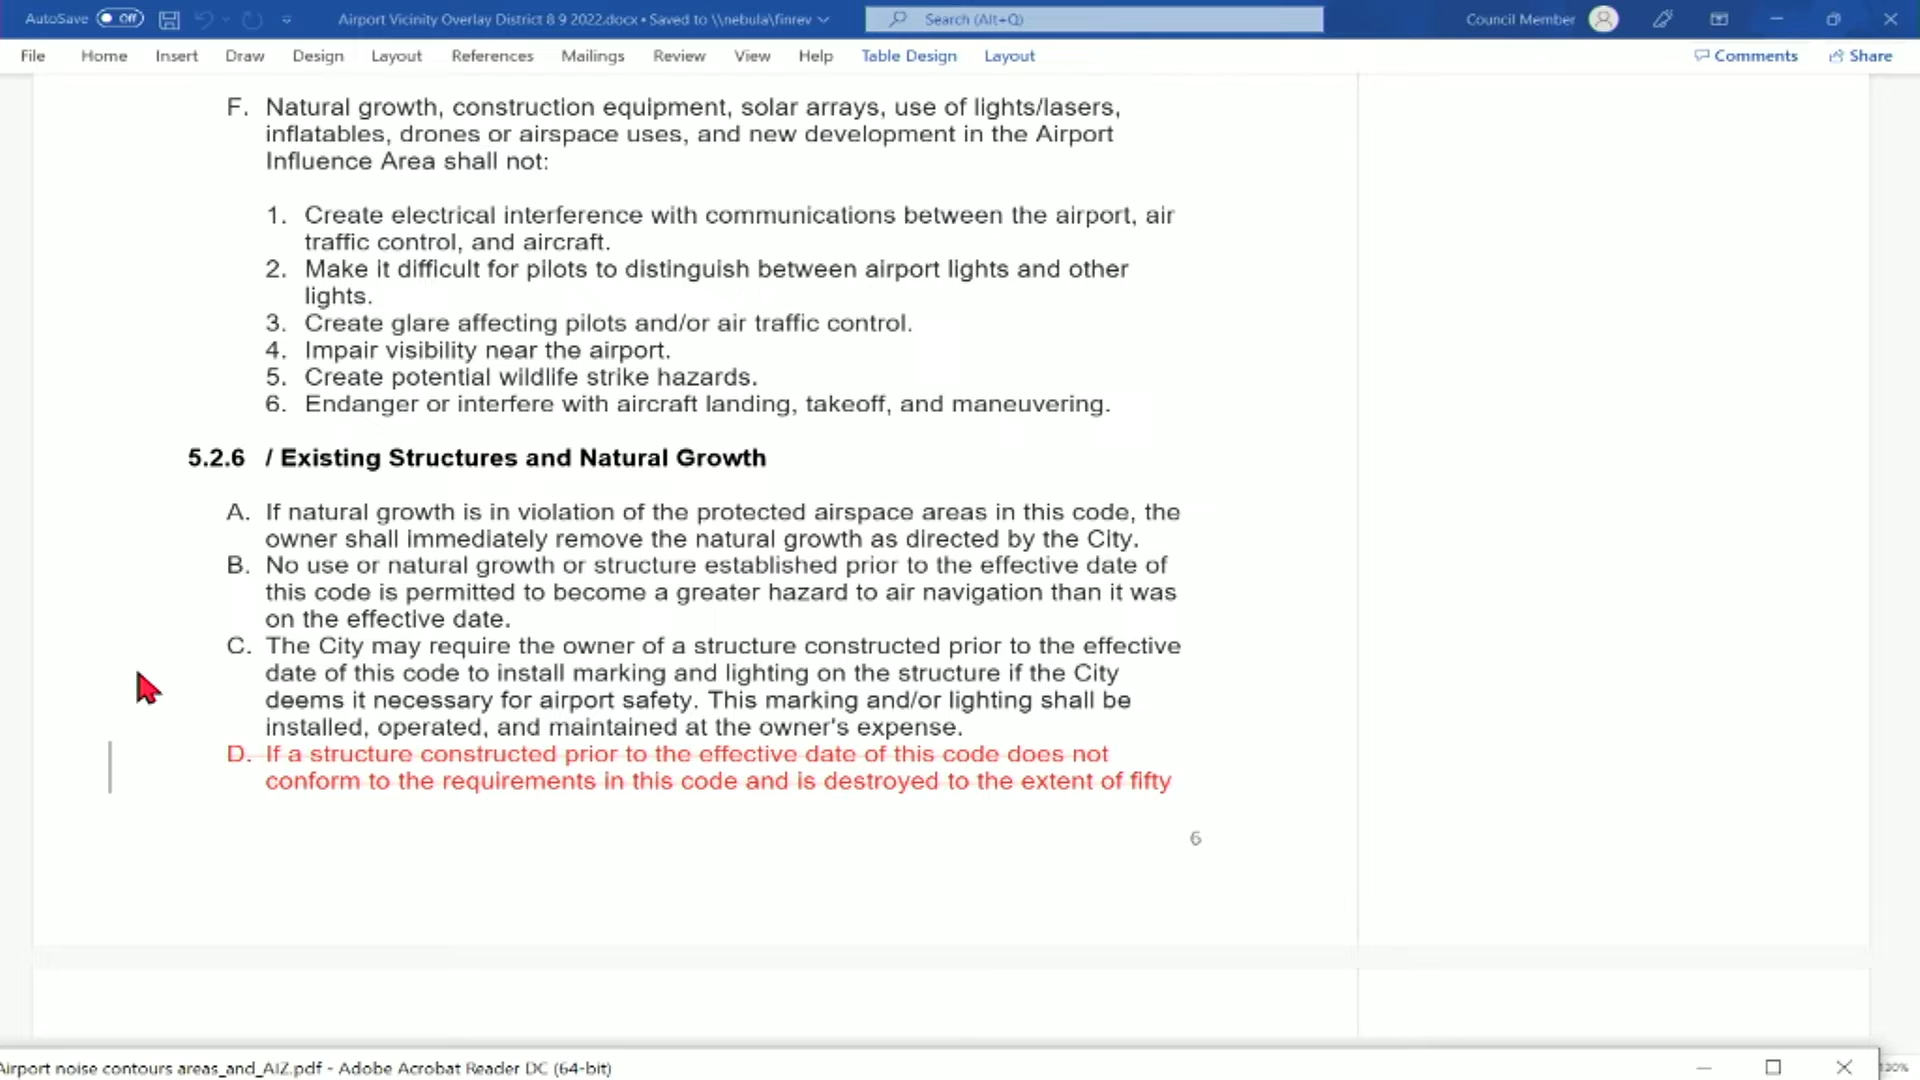 AutoSave Off Airport Vicinity Overlay District 8 9 2022.docx • Saved to \\nebula\finrev Search (Alt+Q) Council Member
File Home Insert Draw Design Layout References Mailings Review View Help Table Design Layout Comments Share
F. Natural growth, construction equipment, solar arrays, use of lights/lasers,
inflatables, drones or airspace uses, and new development in the Airport
Influence Area shall not:
1. Create electrical interference with communications between the airport, air
traffic control, and aircraft.
2. Make it difficult for pilots to distinguish between airport lights and other
lights.
3. Create glare affecting pilots and/or air traffic control.
4. Impair visibility near the airport.
5. Create potential wildlife strike hazards.
6. Endanger or interfere with aircraft landing, takeoff, and maneuvering.
5.2.6 / Existing Structures and Natural Growth
A. If natural growth is in violation of the protected airspace areas in this code, the
owner shall immediately remove the natural growth as directed by the City.
B. No use or natural growth or structure established prior to the effective date of
this code is permitted to become a greater hazard to air navigation than it was
on the effective date.
C. The City may require the owner of a structure constructed prior to the effective
date of this code to install marking and lighting on the structure if the City
deems it necessary for airport safety. This marking and/or lighting shall be
installed, operated, and maintained at the owner's expense.
D. If a structure constructed prior to the effective date of this code does not
conform to the requirements in this code and is destroyed to the extent of fifty
6
Airport noise contours areas_and_AIZ.pdf - Adobe Acrobat Reader DC (64-bit)